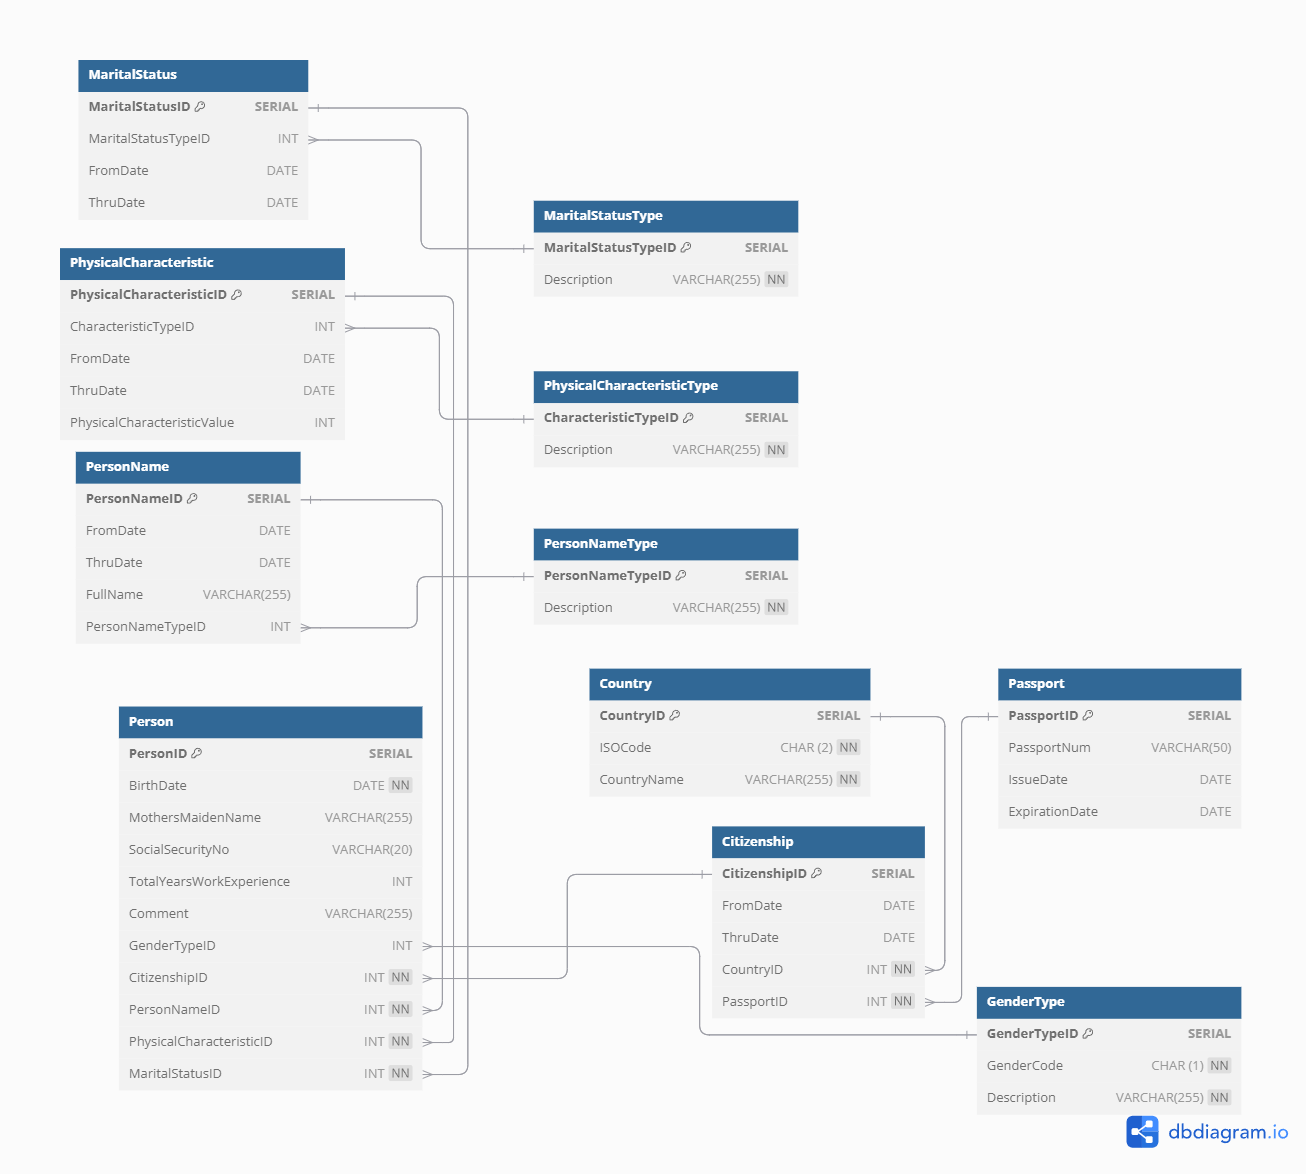 MaritalStatus
MaritalStatusID SERIAL
MaritalStatusTypeID INT
FromDate DATE
ThruDate DATE
MaritalStatusType
MaritalStatusTypeID SERIAL
Description VARCHAR(255) NN
PhysicalCharacteristic
PhysicalCharacteristicID SERIAL
CharacteristicTypeID INT
FromDate DATE
ThruDate DATE
PhysicalCharacteristicValue INT
PhysicalCharacteristicType
CharacteristicTypeID SERIAL
Description VARCHAR(255) NN
PersonName
PersonNameID SERIAL
FromDate DATE
ThruDate DATE
FullName VARCHAR(255)
PersonNameTypeID INT
PersonNameType
PersonNameTypeID SERIAL
Description VARCHAR(255) NN
Person
PersonID SERIAL
BirthDate DATE NN
MothersMaidenName VARCHAR(255)
SocialSecurityNo VARCHAR(20)
TotalYearsWorkExperience INT
Comment VARCHAR(255)
GenderTypeID INT
CitizenshipID INT NN
PersonNameID INT NN
PhysicalCharacteristicID INT NN
MaritalStatusID INT NN
Country
CountryID SERIAL
ISOCode CHAR (2) NN
CountryName VARCHAR(255) NN
Passport
PassportID SERIAL
PassportNum VARCHAR(50)
IssueDate DATE
ExpirationDate DATE
Citizenship
CitizenshipID SERIAL
FromDate DATE
ThruDate DATE
CountryID INT NN
PassportID INT NN
GenderType
GenderTypeID SERIAL
GenderCode CHAR (1) NN
Description VARCHAR(255) NN
dbdiagram.io